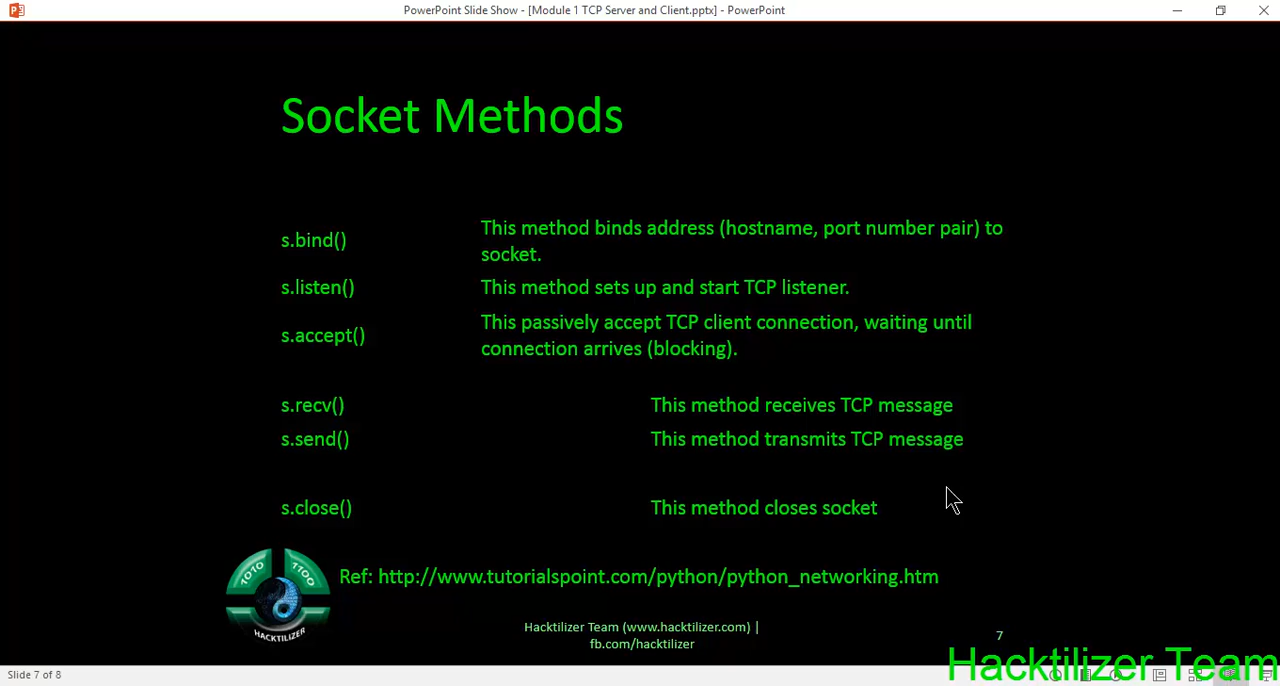 PowerPoint Slide Show - [Module 1 TCP Server and Client.pptx] - PowerPoint
Socket Methods
s.bind() This method binds address (hostname, port number pair) to
socket.
s.listen() This method sets up and start TCP listener.
s.accept() This passively accept TCP client connection, waiting until
connection arrives (blocking).
s.recv() This method receives TCP message
s.send() This method transmits TCP message
s.close() This method closes socket
1010 1100
HACKTILIZER
Ref: http://www.tutorialspoint.com/python/python_networking.htm
Hacktilizer Team (www.hacktilizer.com) |
fb.com/hacktilizer
7
Hacktilizer Team
Slide 7 of 8